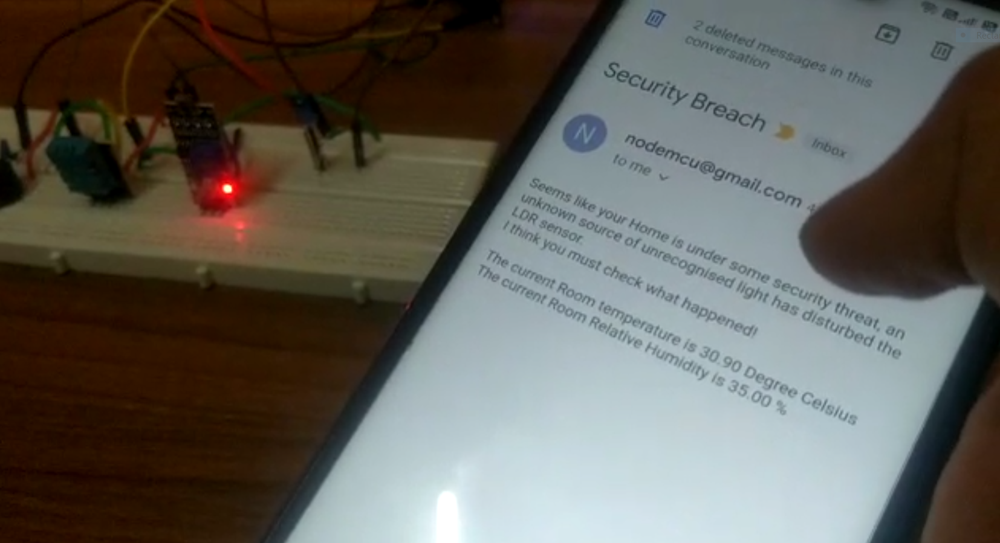 2 deleted messages in this
conversation
Security Breach
Inbox
N
nodemcu@gmail.com
to me
Seems like your Home is under some security threat, an
unknown source of unrecognised light has disturbed the
LDR sensor.
I think you must check what happened!
The current Room temperature is 30.90 Degree Celsius
The current Room Relative Humidity is 35.00 %